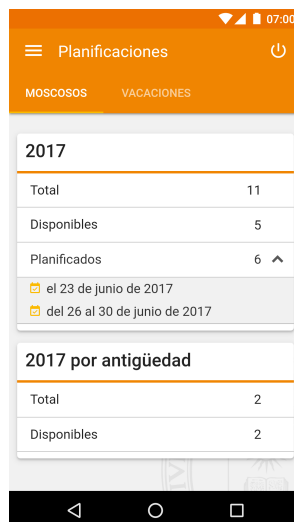 07:00
Planificaciones
MOSCOSOS VACACIONES
2017
Total 11
Disponibles 5
Planificados 6
el 23 de junio de 2017
del 26 al 30 de junio de 2017
2017 por antigüedad
Total 2
Disponibles 2